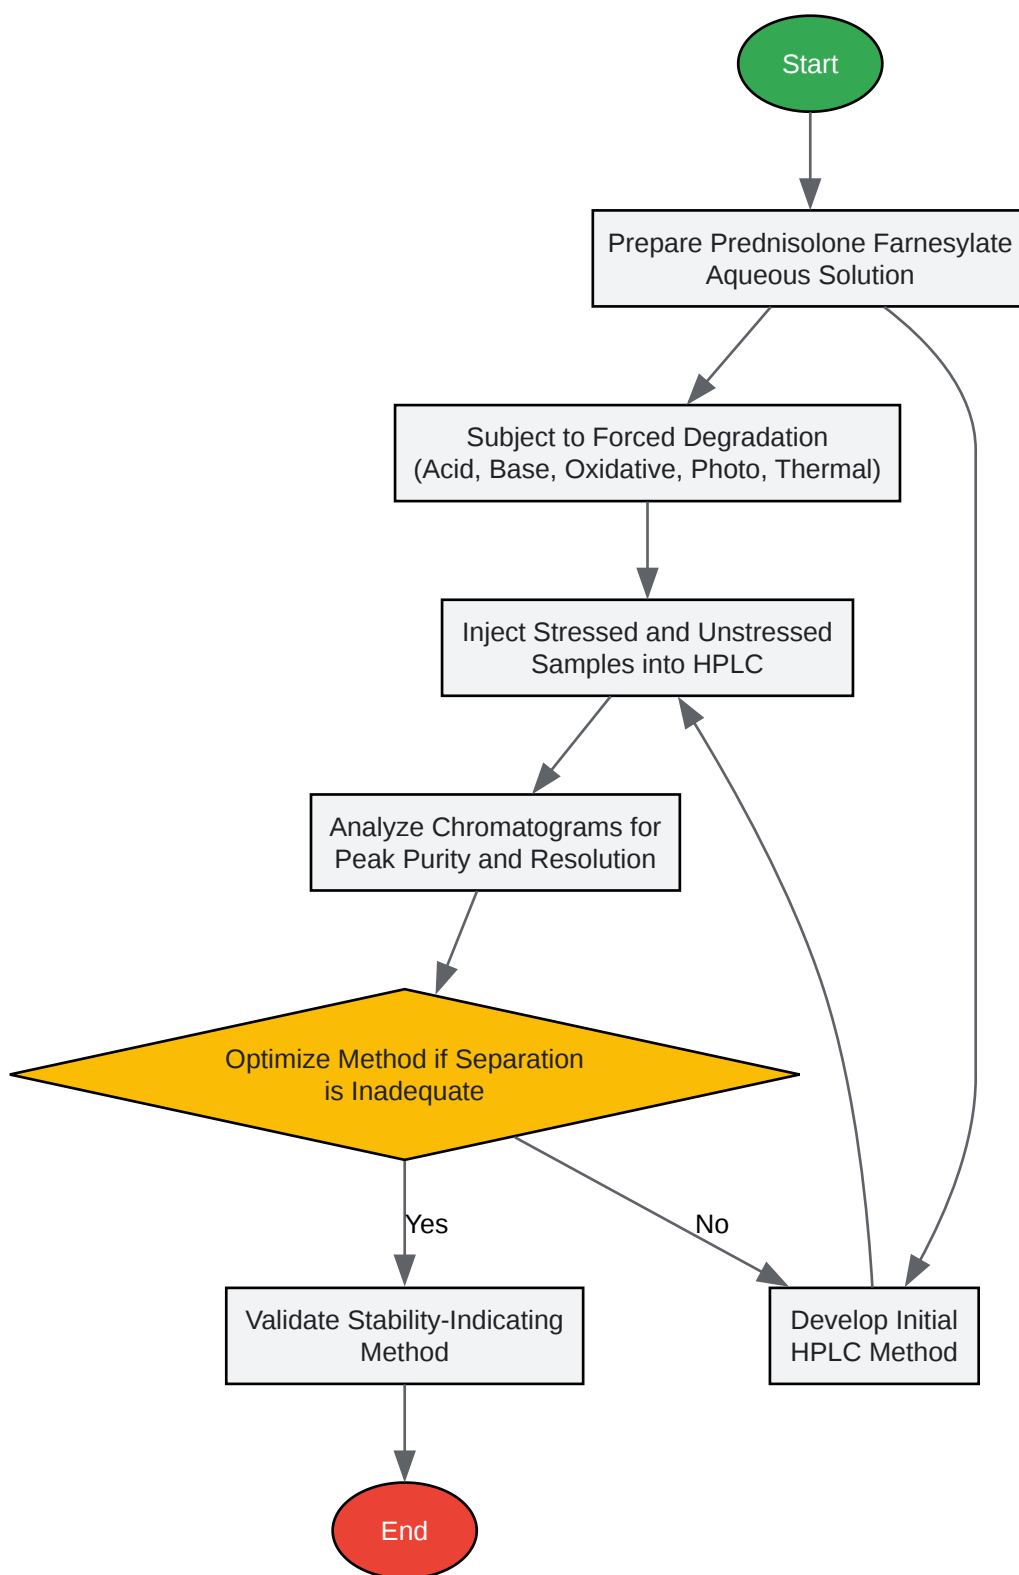 Start
Prepare Prednisolone Farnesylate
Aqueous Solution
Subject to Forced Degradation
(Acid, Base, Oxidative, Photo, Thermal)
Inject Stressed and Unstressed
Samples into HPLC
Analyze Chromatograms for
Peak Purity and Resolution
Optimize Method if Separation
is Inadequate
Yes
No
Validate Stability-Indicating
Method
Develop Initial
HPLC Method
End